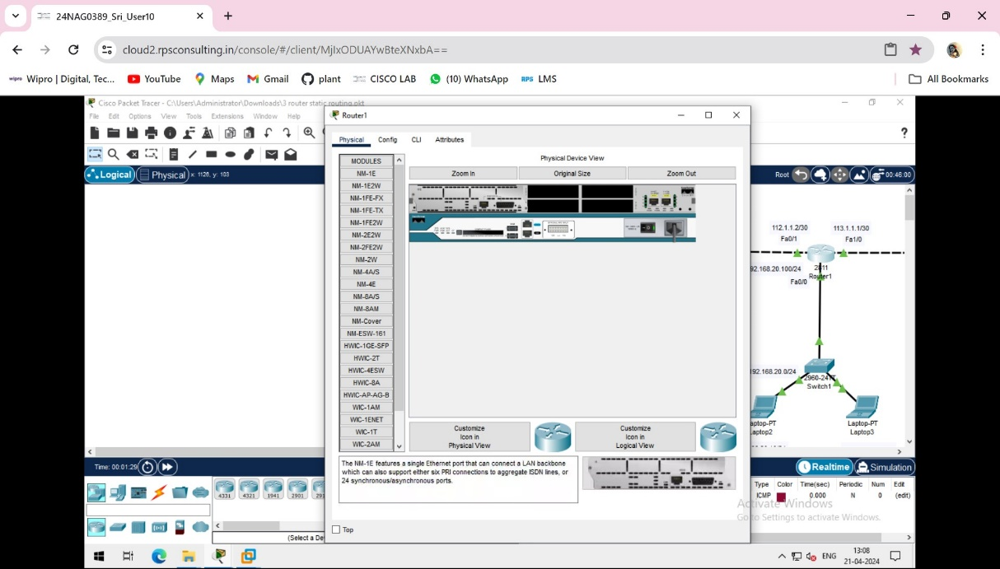 24NAG0389_Sri_User10
cloud2.rpsconsulting.in/console/#/client/MjIxODUAYwBteXNxbA==
wipro Wipro | Digital, Tec... YouTube Maps Gmail plant CISCO LAB (10) WhatsApp RPS LMS All Bookmarks
Cisco Packet Tracer - C:\Users\Administrator\Downloads\3 router static routing.pkt
File Edit Options View Tools Extensions Window Help
Logical Physical x: 1126, y: 103
Root 00:46:00
Router1
Physical Config CLI Attributes
MODULES
NM-1E
NM-1E2W
NM-1FE-FX
NM-1FE-TX
NM-1FE2W
NM-2E2W
NM-2FE2W
NM-2W
NM-4A/S
NM-4E
NM-8A/S
NM-8AM
NM-Cover
NM-ESW-161
HWIC-1GE-SFP
HWIC-2T
HWIC-4ESW
HWIC-8A
HWIC-AP-AG-B
WIC-1AM
WIC-1ENET
WIC-1T
WIC-2AM
Physical Device View
Zoom In Original Size Zoom Out
Customize
Icon in
Physical View
Customize
Icon in
Logical View
The NM-1E features a single Ethernet port that can connect a LAN backbone
which can also support either six PRI connections to aggregate ISDN lines, or
24 synchronous/asynchronous ports.
Top
112.1.1.2/30 113.1.1.1/30
Fa0/1 Fa1/0
92.168.20.100/24 2811
Router1
Fa0/0
92.168.20.0/24
2960-24TT
Switch1
aptop-PT Laptop-PT
aptop2 Laptop3
Time: 00:01:29
Realtime Simulation
4331 4321 1941 2901 291
(Select a De
Type Color Time(sec) Periodic Num Edit
ICMP 0.000 N 0 (edit)
Activate Windows
Go to Settings to activate Windows.
ENG
13:08
21-04-2024